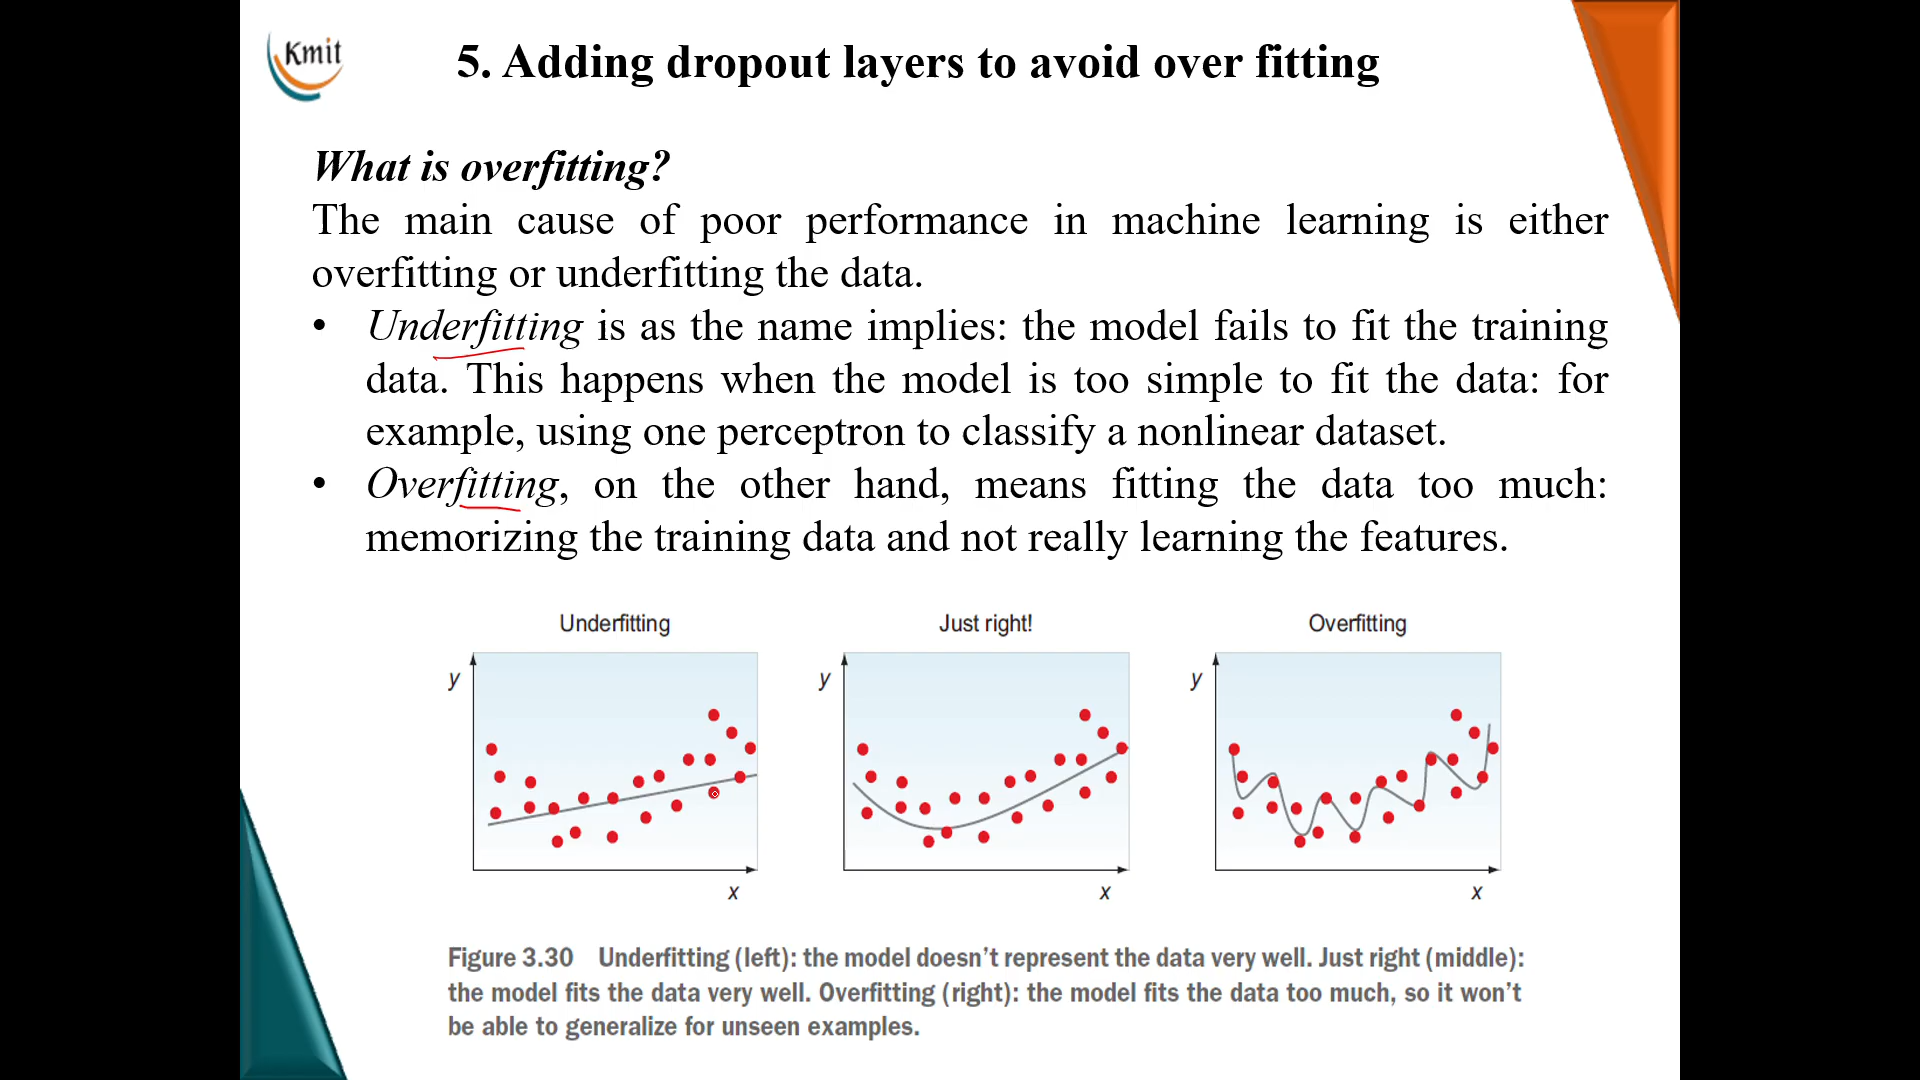 Kmit
5. Adding dropout layers to avoid over fitting
What is overfitting?
The main cause of poor performance in machine learning is either
overfitting or underfitting the data.
• Underfitting is as the name implies: the model fails to fit the training
data. This happens when the model is too simple to fit the data: for
example, using one perceptron to classify a nonlinear dataset.
• Overfitting, on the other hand, means fitting the data too much:
memorizing the training data and not really learning the features.
Underfitting
y
x
Just right!
y
x
Overfitting
y
x
Figure 3.30 Underfitting (left): the model doesn’t represent the data very well. Just right (middle):
the model fits the data very well. Overfitting (right): the model fits the data too much, so it won’t
be able to generalize for unseen examples.